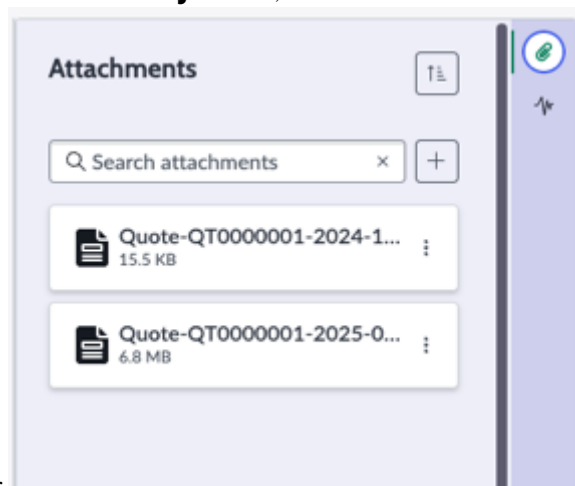 Attachments
Search attachments
Quote-QT0000001-2024-1...
15.5 KB
Quote-QT0000001-2025-0...
6.8 MB